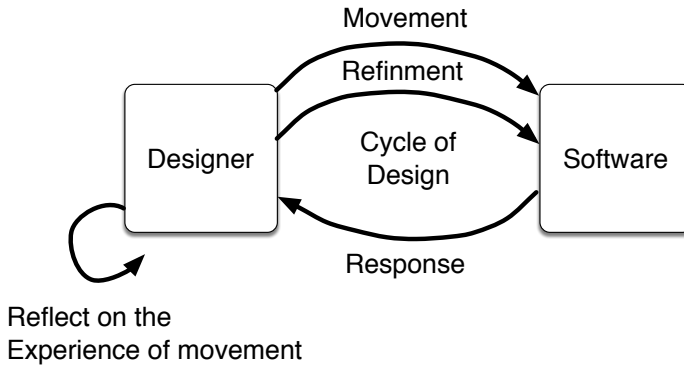 Movement
Refinment
Designer
Cycle of
Design
Software
Response
Reflect on the
Experience of movement